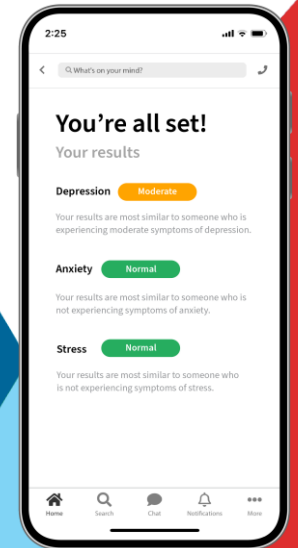 2:25
What's on your mind?
You're all set!
Your results
Depression Moderate
Your results are most similar to someone who is
experiencing moderate symptoms of depression.
Anxiety Normal
Your results are most similar to someone who is
not experiencing symptoms of anxiety.
Stress Normal
Your results are most similar to someone who
is not experiencing symptoms of stress.
Home Search Chat Notifications More